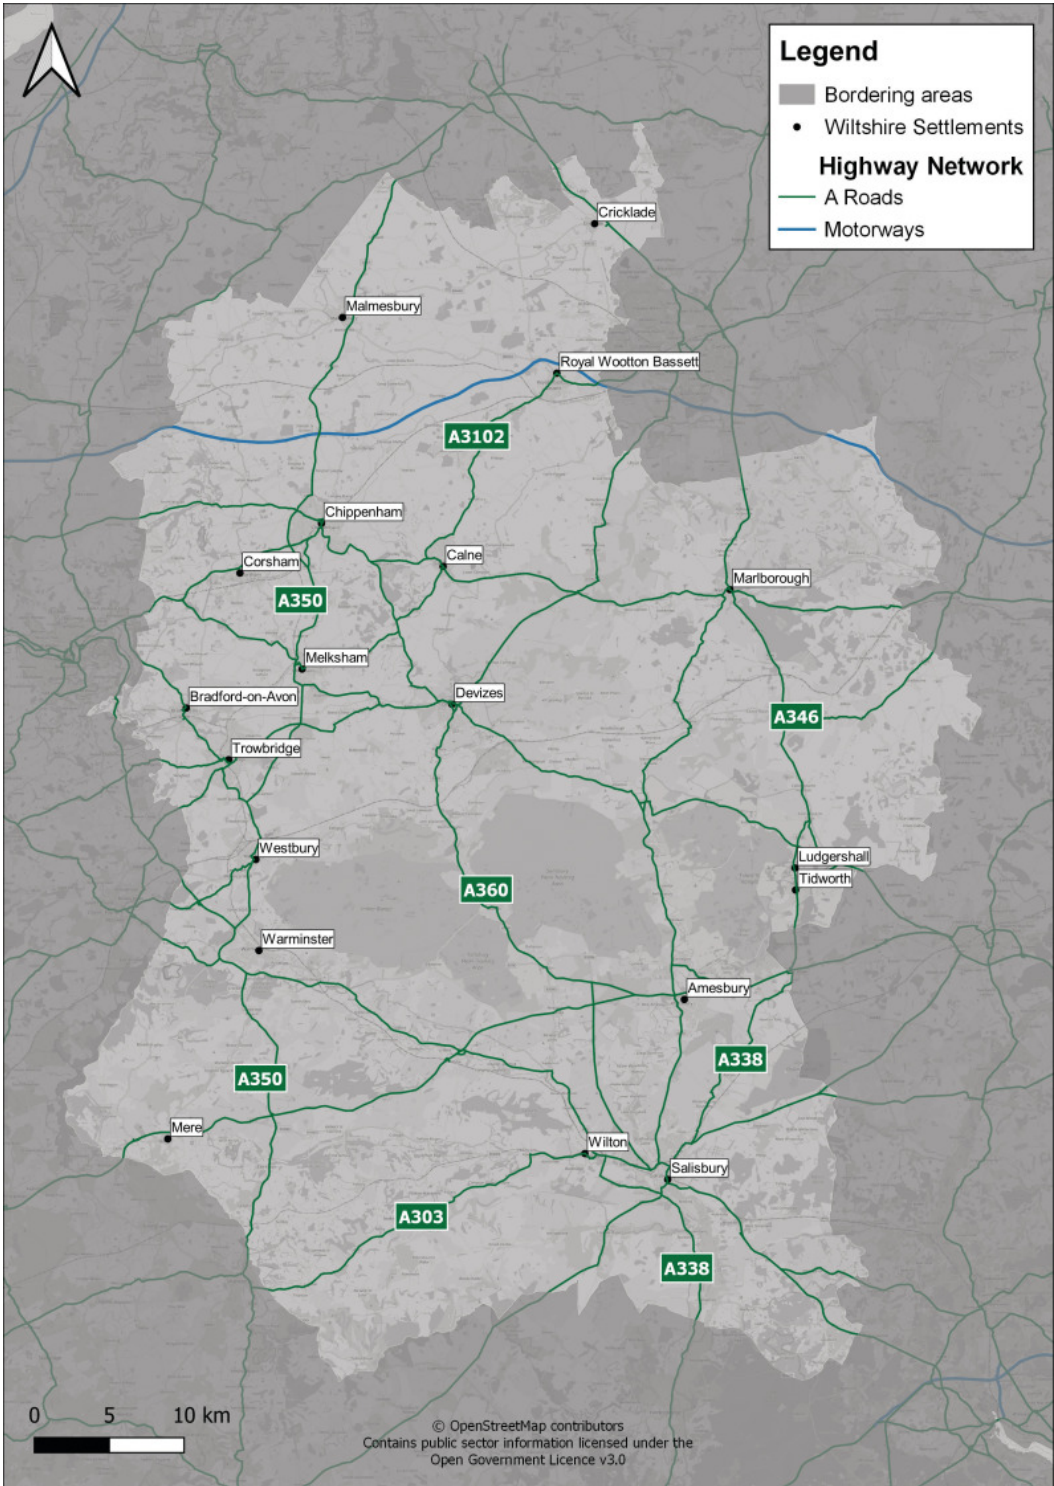 Legend
Bordering areas
Wiltshire Settlements
Highway Network
A Roads
Motorways
Cricklade
Malmesbury
Royal Wootton Bassett
A3102
Chippenham
Calne
Corsham
Marlborough
A350
Melksham
Bradford-on-Avon
Devizes
A346
Trowbridge
Westbury
Ludgershall
Tidworth
A360
Warminster
Amesbury
A338
A350
Mere
Wilton
Salisbury
A303
A338
0 5 10 km
© OpenStreetMap contributors
Contains public sector information licensed under the
Open Government Licence v3.0